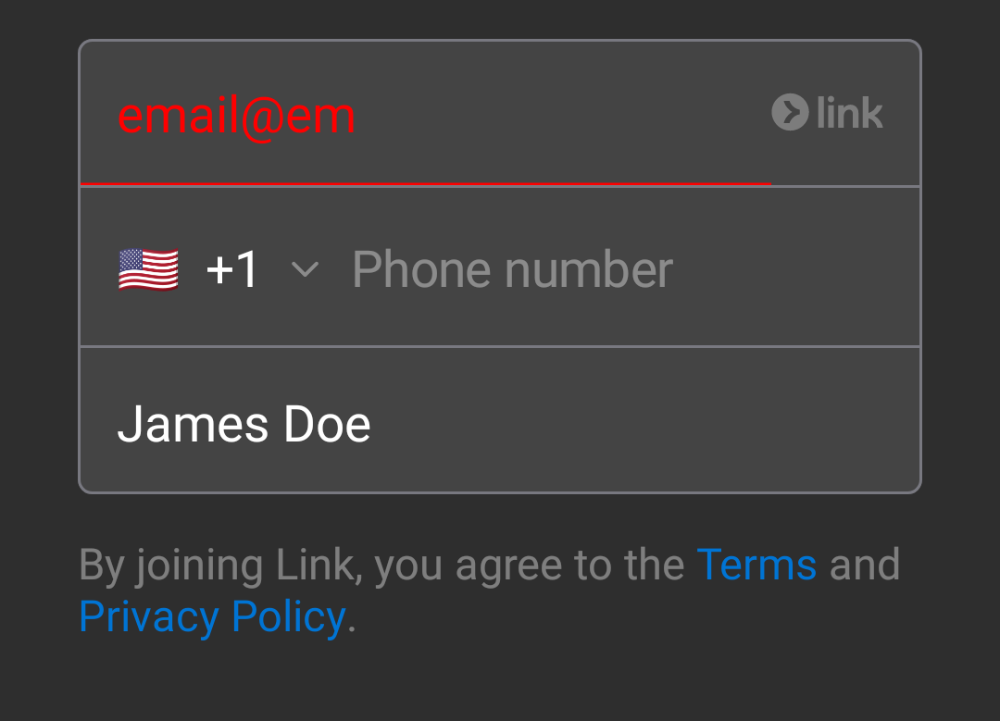 email@em link
+1 Phone number
James Doe
By joining Link, you agree to the Terms and
Privacy Policy.